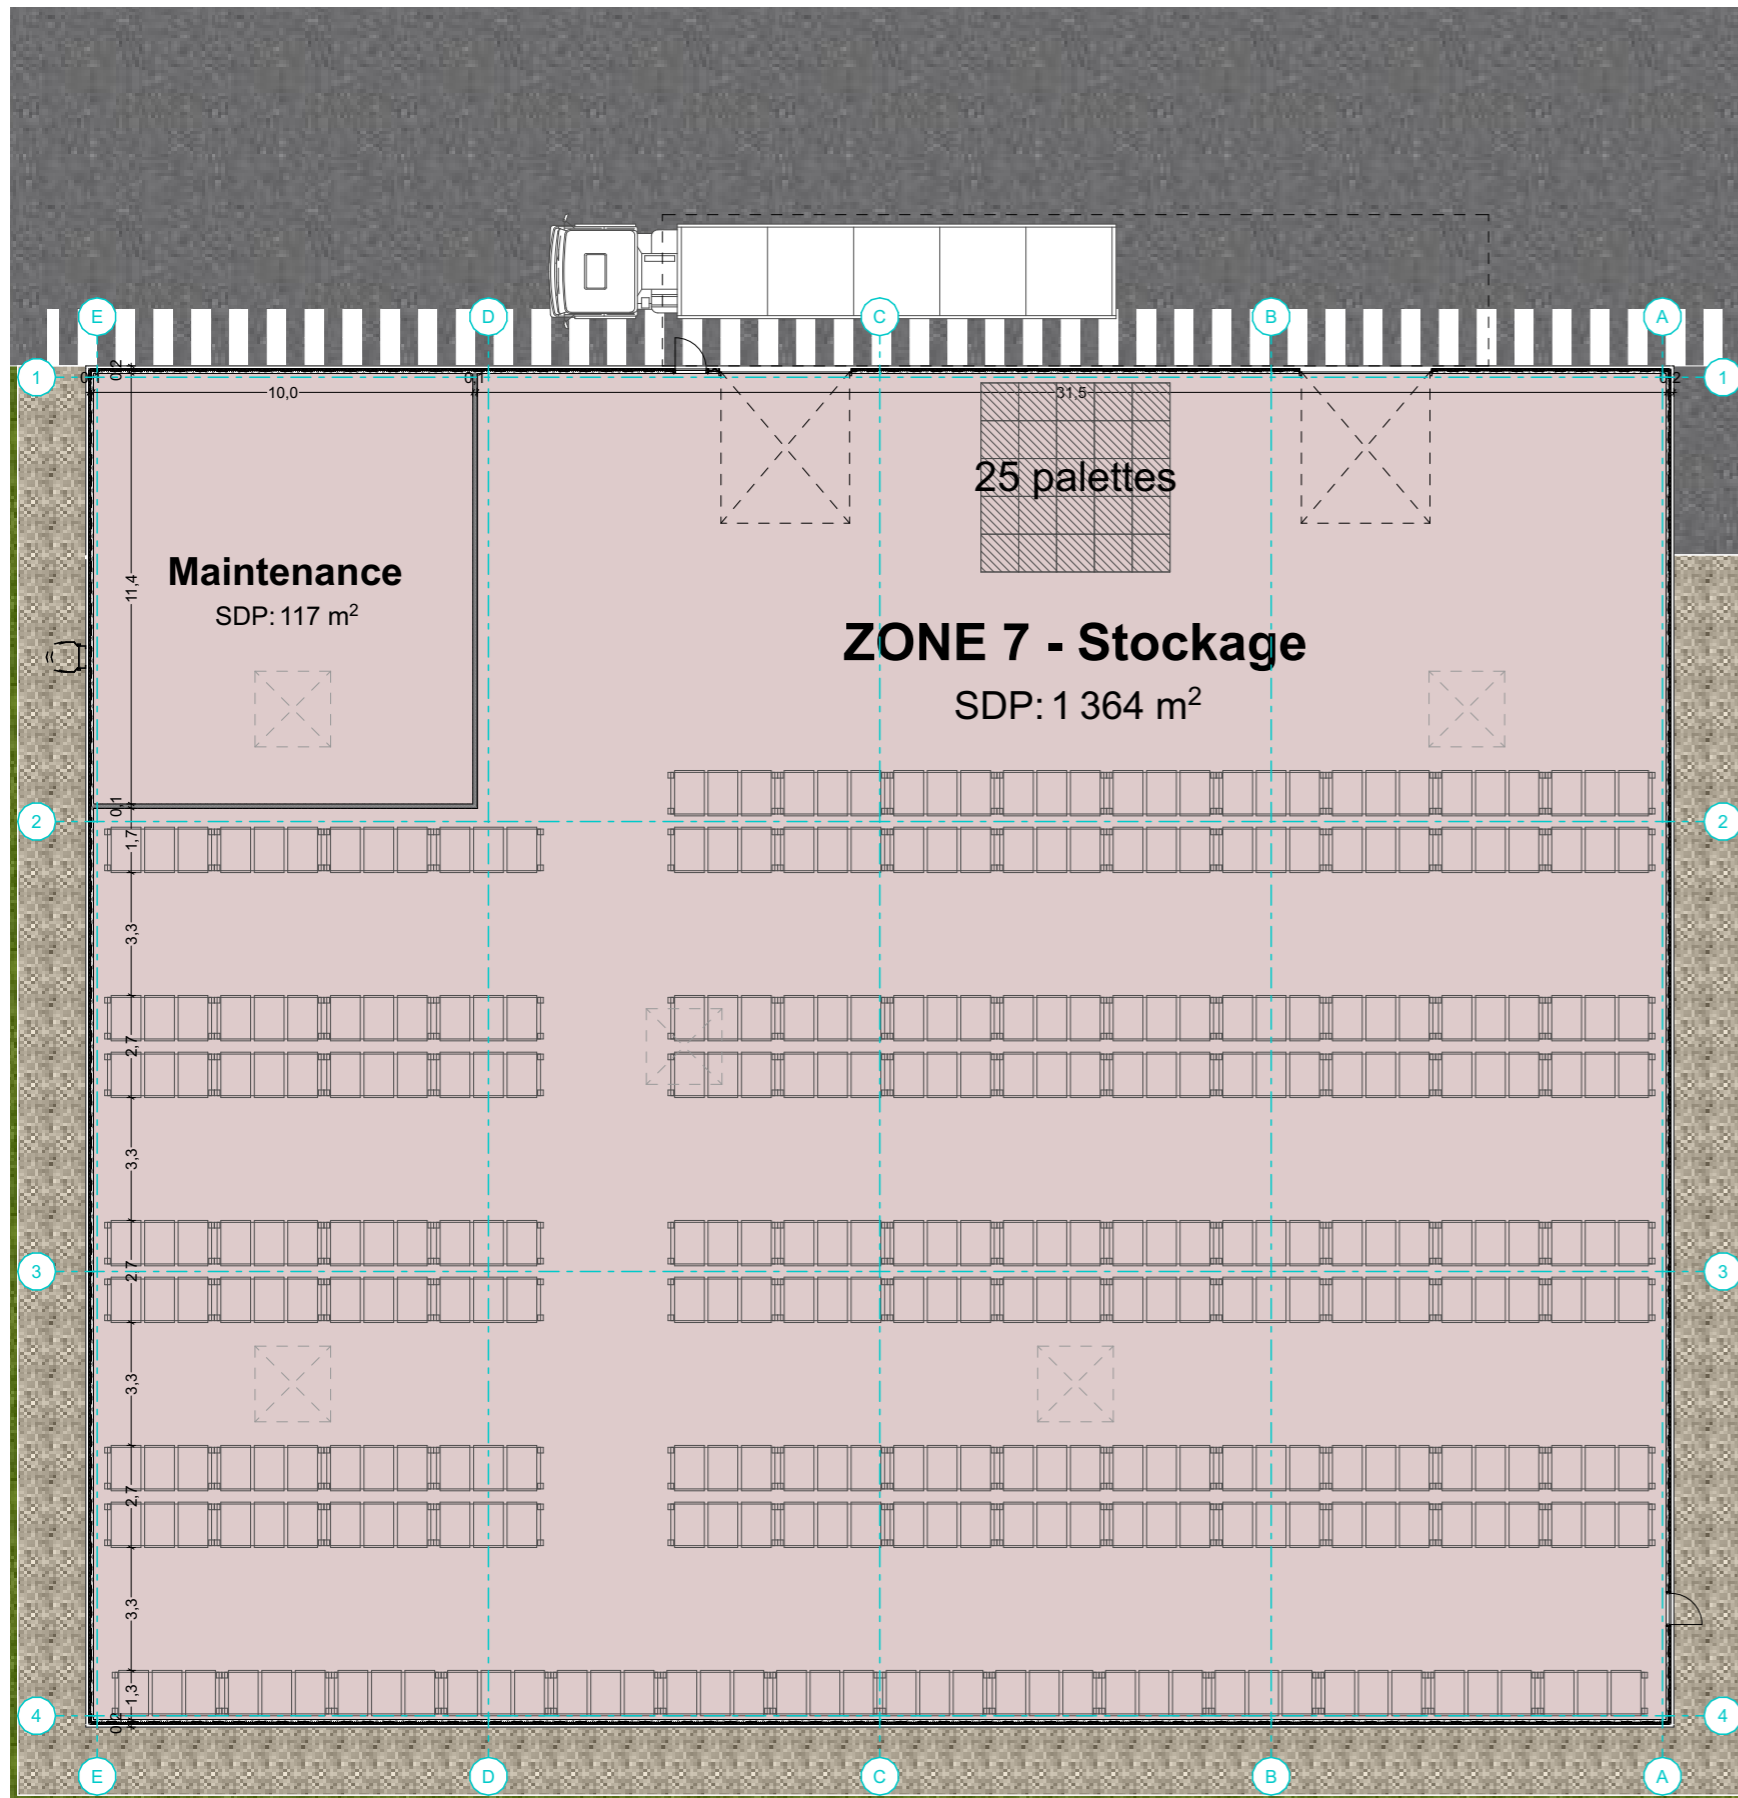 E
D
C
B
A
1
0,2
1
10,0
0,1
31,5
0,2
25 palettes
11,4
Maintenance
SDP: 117 m²
ZONE 7 - Stockage
SDP: 1 364 m²
0,1
2
1,7
2
3,3
2,7
3,3
3
2,7
3
3,3
2,7
3,3
1,3
4
0,2
4
E
D
C
B
A